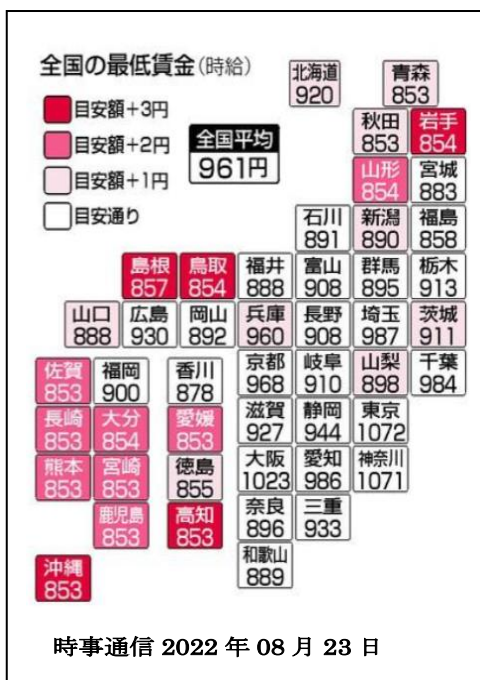 全国の最低賃金(時給)
目安額+3円
目安額+2円
目安額+1円
目安通り
全国平均
961円
北海道 青森
920 853
秋田 岩手
853 854
山形 宮城
854 883
石川 新潟 福島
891 890 858
島根 鳥取 福井 富山 群馬 栃木
857 854 888 908 895 913
山口 広島 岡山 兵庫 長野 埼玉 茨城
888 930 892 960 908 987 911
佐賀 福岡 香川 京都 岐阜 山梨 千葉
853 900 878 968 910 898 984
長崎 大分 愛媛 滋賀 静岡 東京
853 854 853 927 944 1072
熊本 宮崎 徳島 大阪 愛知 神奈川
853 853 855 1023 986 1071
鹿児島 高知 奈良 三重
853 853 896 933
沖縄 和歌山
853 889
時事通信 2022 年 08 月 23 日